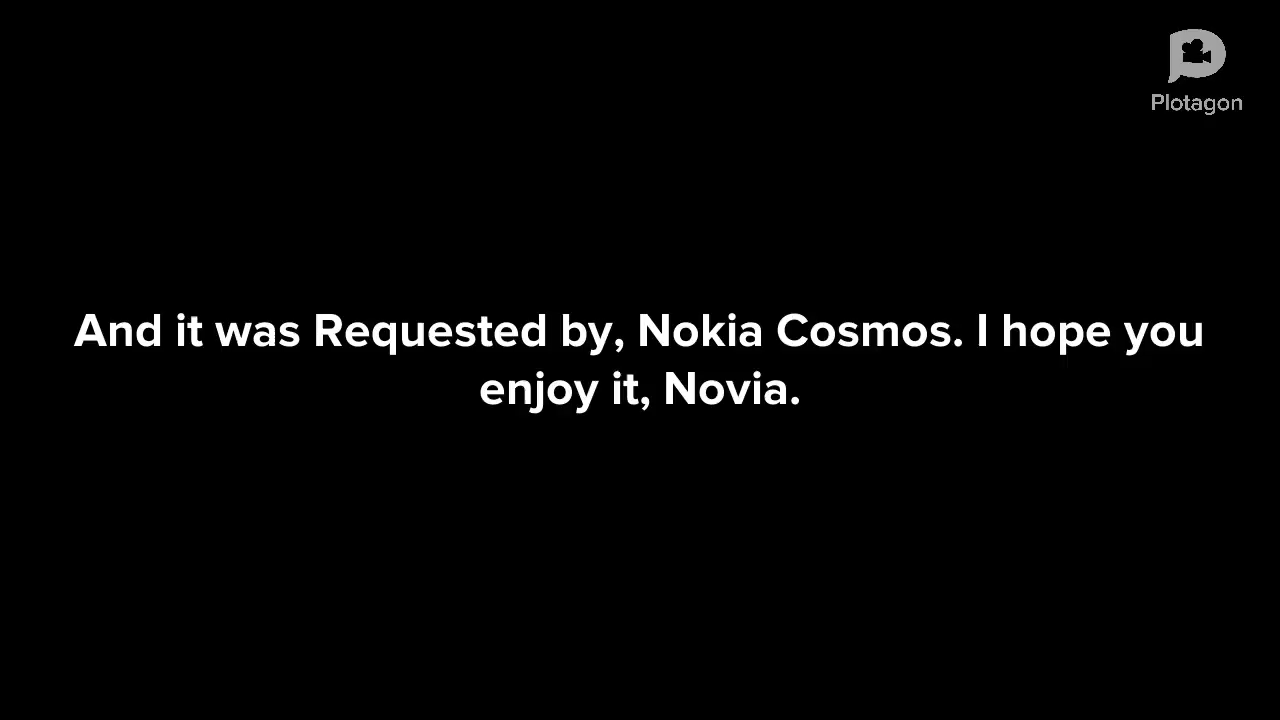 Plotagon
And it was Requested by, Nokia Cosmos. I hope you
enjoy it, Novia.